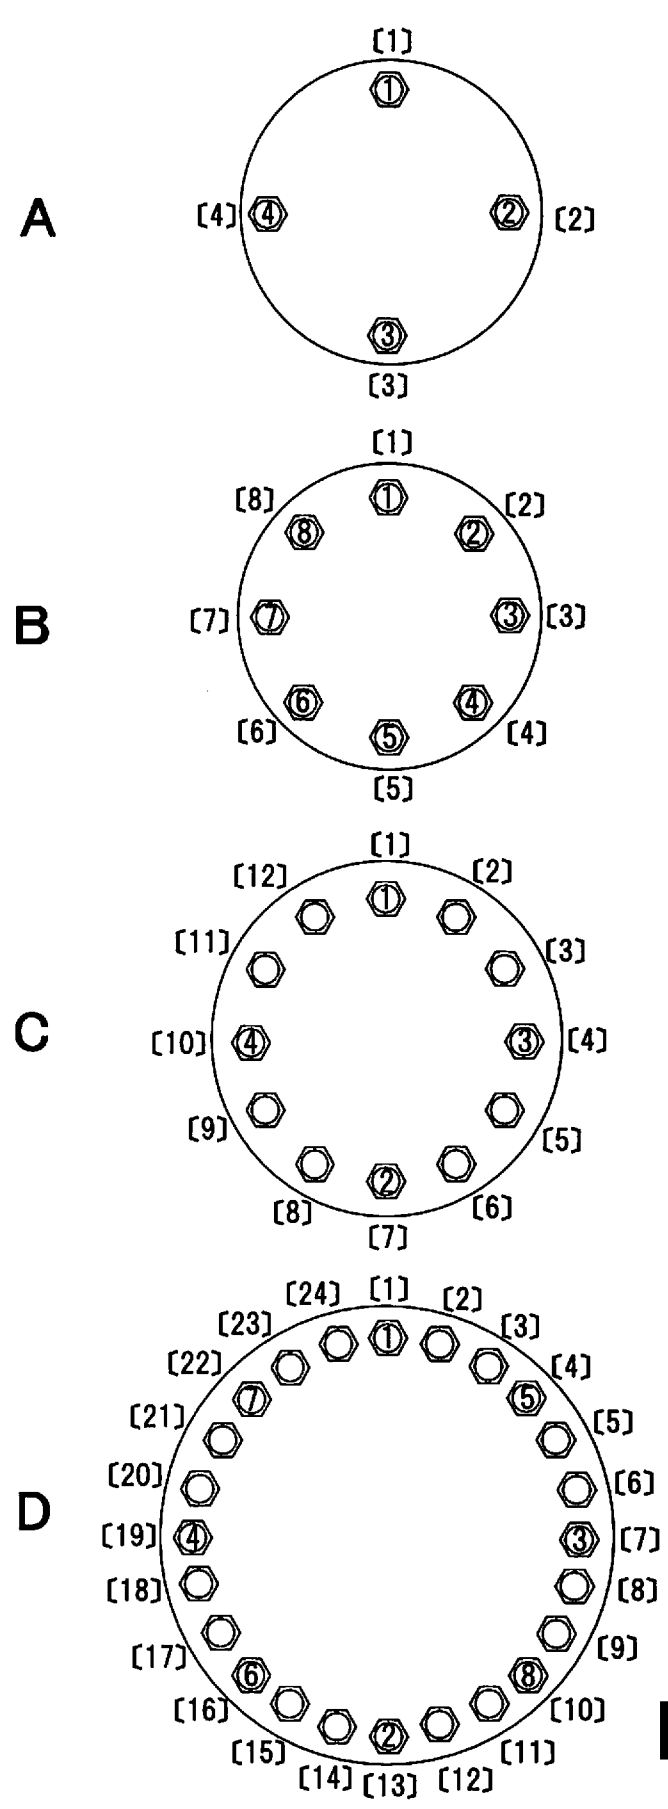 [1]
1
A
[4] 4 2 [2]
3
[3]
[1]
[8] 1 [2]
8 2
B
[7] 7 3 [3]
6 4
[6] 5 [4]
[5]
[1]
[12] [2]
1
[11] [3]
C
[10] 4 3 [4]
[9] [5]
2
[8] [6]
[7]
[1]
[24] [2]
[23] 1 [3]
[22] [4]
7 5
[21] [5]
[20] [6]
D
[19] 4 3 [7]
[18] [8]
[17] [9]
6 8
[16] [10]
2
[15] [11]
[14] [13] [12]